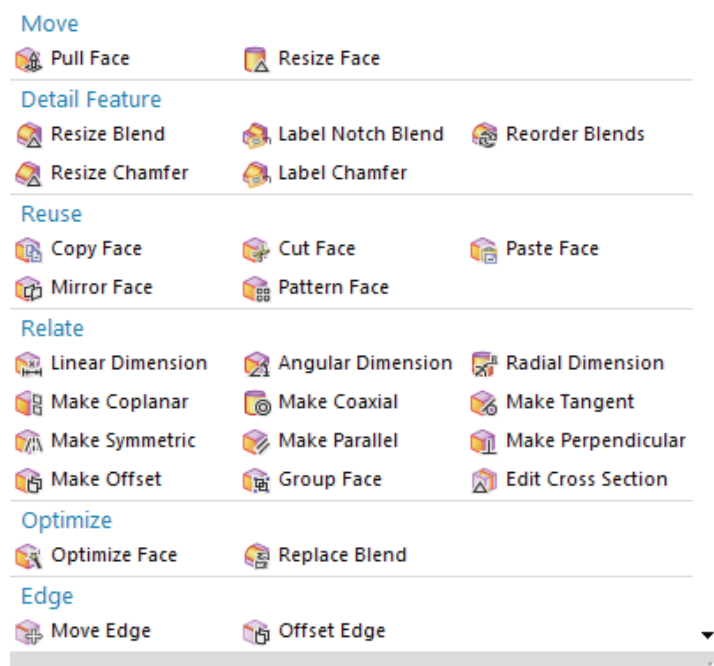 Move
Pull Face Resize Face
Detail Feature
Resize Blend Label Notch Blend Reorder Blends
Resize Chamfer Label Chamfer
Reuse
Copy Face Cut Face Paste Face
Mirror Face Pattern Face
Relate
Linear Dimension Angular Dimension Radial Dimension
Make Coplanar Make Coaxial Make Tangent
Make Symmetric Make Parallel Make Perpendicular
Make Offset Group Face Edit Cross Section
Optimize
Optimize Face Replace Blend
Edge
Move Edge Offset Edge